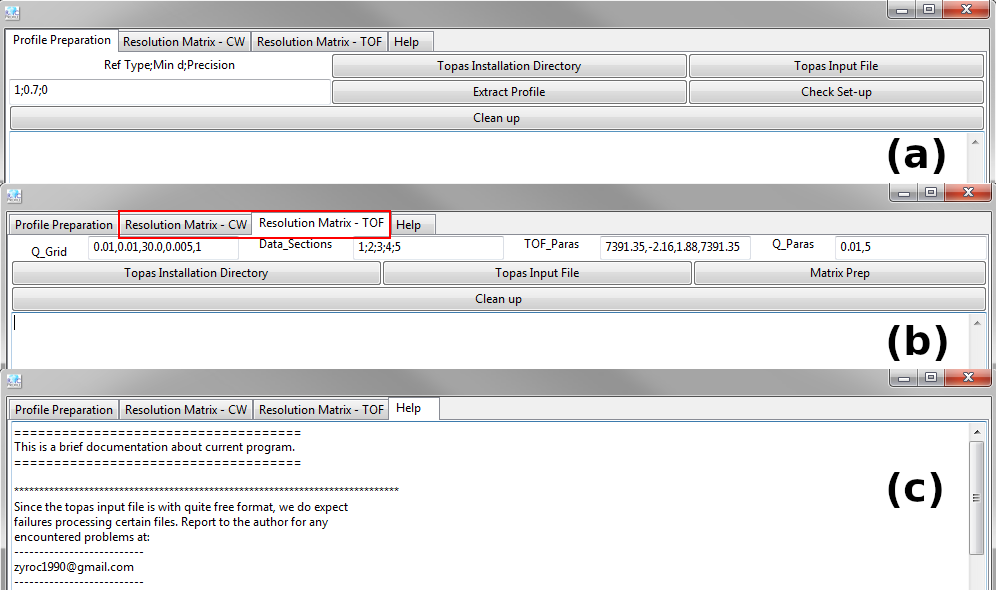 Profile Preparation Resolution Matrix - CW Resolution Matrix - TOF Help
Ref Type;Min d;Precision Topas Installation Directory Topas Input File
1;0.7;0 Extract Profile Check Set-up
Clean up
(a)
Profile Preparation Resolution Matrix - CW Resolution Matrix - TOF Help
Q_Grid 0.01,0.01,30.0,0.005,1 Data_Sections 1;2;3;4;5 TOF_Paras 7391.35,-2.16,1.88,7391.35 Q_Paras 0.01,5
Topas Installation Directory Topas Input File Matrix Prep
Clean up
(b)
Profile Preparation Resolution Matrix - CW Resolution Matrix - TOF Help
====================================
This is a brief documentation about current program.
====================================
*****************************************************************************
Since the topas input file is with quite free format, we do expect
failures processing certain files. Report to the author for any
encountered problems at:
--------------------------
zyroc1990@gmail.com
--------------------------
(c)